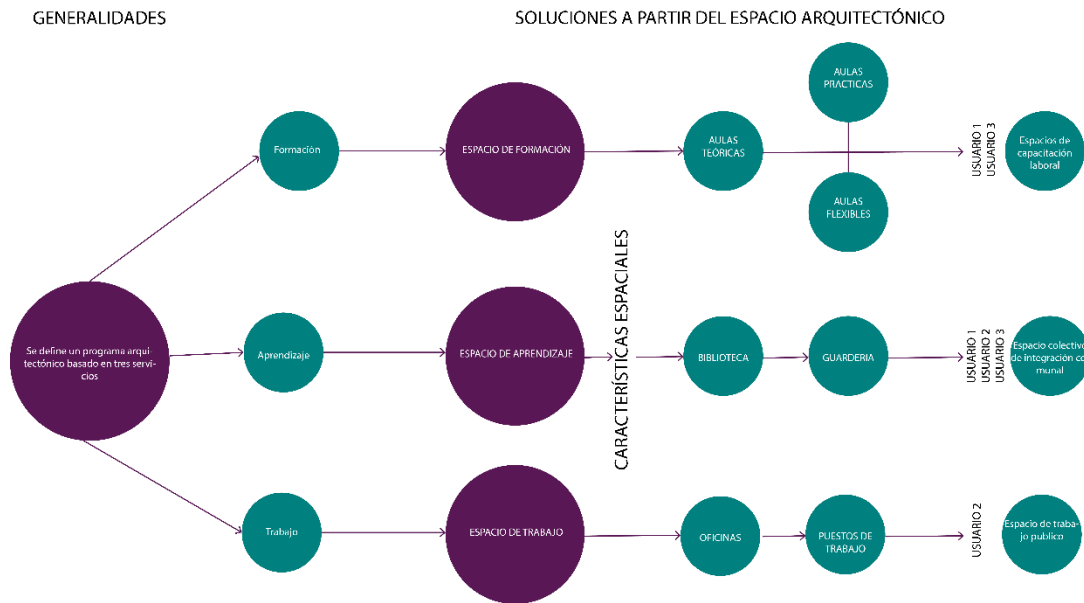 GENERALIDADES
SOLUCIONES A PARTIR DEL ESPACIO ARQUITECTÓNICO
Se define un programa arqui-
tectónico basado en tres servi-
cios
Formación
ESPACIO DE FORMACIÓN
AULAS
TEÓRICAS
AULAS
PRACTICAS
AULAS
FLEXIBLES
USUARIO 1
USUARIO 3
Espacios de
capacitación
laboral
Aprendizaje
ESPACIO DE APRENDIZAJE
CARACTERÍSTICAS ESPACIALES
BIBLIOTECA
GUARDERIA
USUARIO 1
USUARIO 2
USUARIO 3
Espacio colectivo
de integración co-
munal
Trabajo
ESPACIO DE TRABAJO
OFICINAS
PUESTOS DE
TRABAJO
USUARIO 2
Espacio de traba-
jo publico